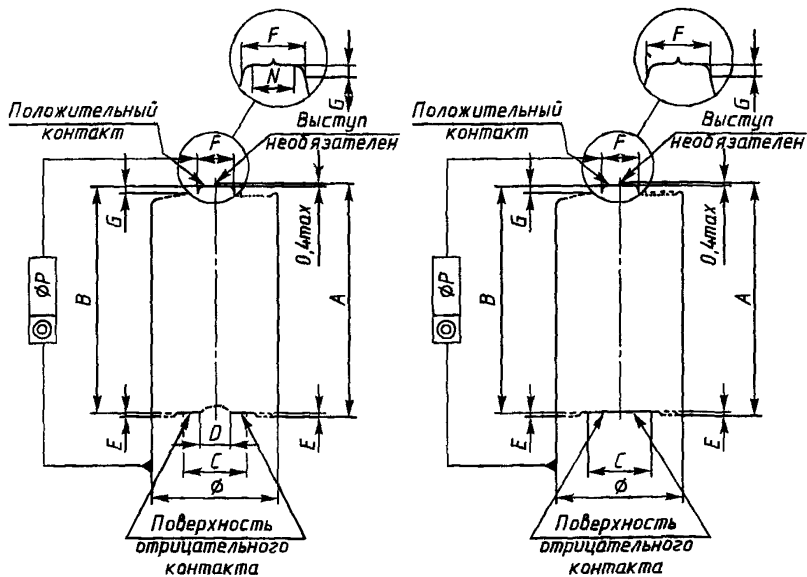 F
N
G
Положительный
контакт
Выступ
необязателен
F
G
0,4max
B
A
ØP
◎
E
D
E
C
Ø
Поверхность
отрицательного
контакта
F
G
Положительный
контакт
Выступ
необязателен
F
G
0,4max
B
A
ØP
◎
E
E
C
Ø
Поверхность
отрицательного
контакта